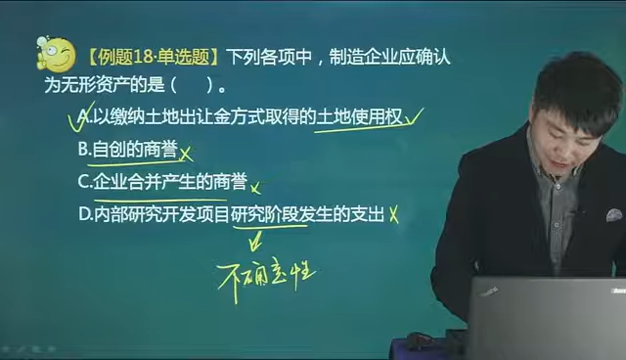 【例题18·单选题】下列各项中，制造企业应确认
为无形资产的是（ ）。
A.以缴纳土地出让金方式取得的土地使用权
B.自创的商誉
C.企业合并产生的商誉
D.内部研究开发项目研究阶段发生的支出
不确定性